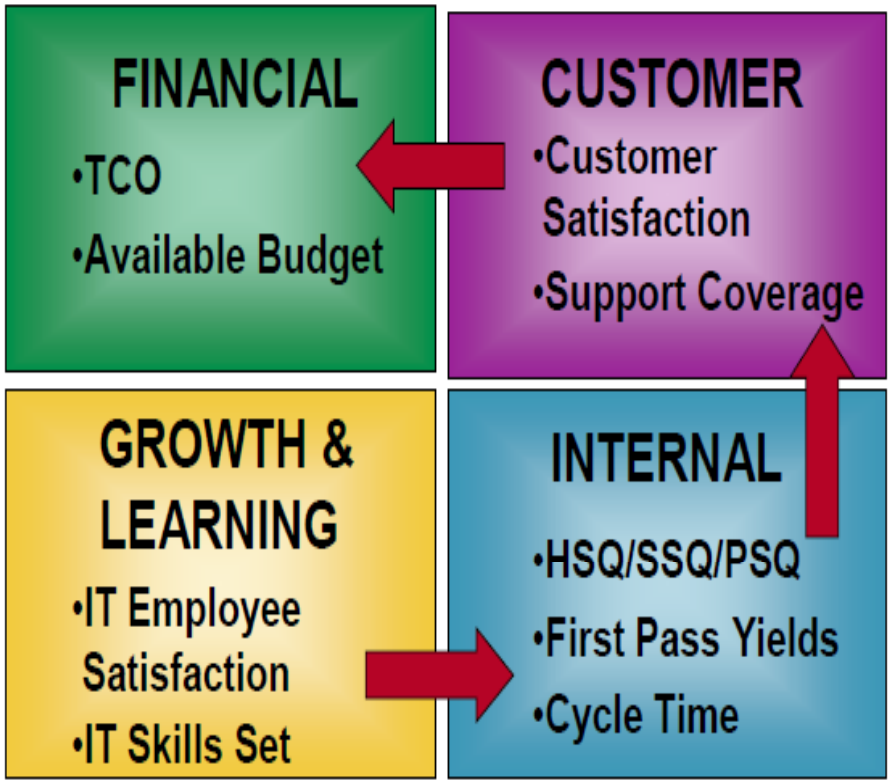 FINANCIAL
•TCO
•Available Budget
CUSTOMER
•Customer
Satisfaction
•Support Coverage
GROWTH &
LEARNING
•IT Employee
Satisfaction
•IT Skills Set
INTERNAL
•HSQ/SSQ/PSQ
•First Pass Yields
•Cycle Time